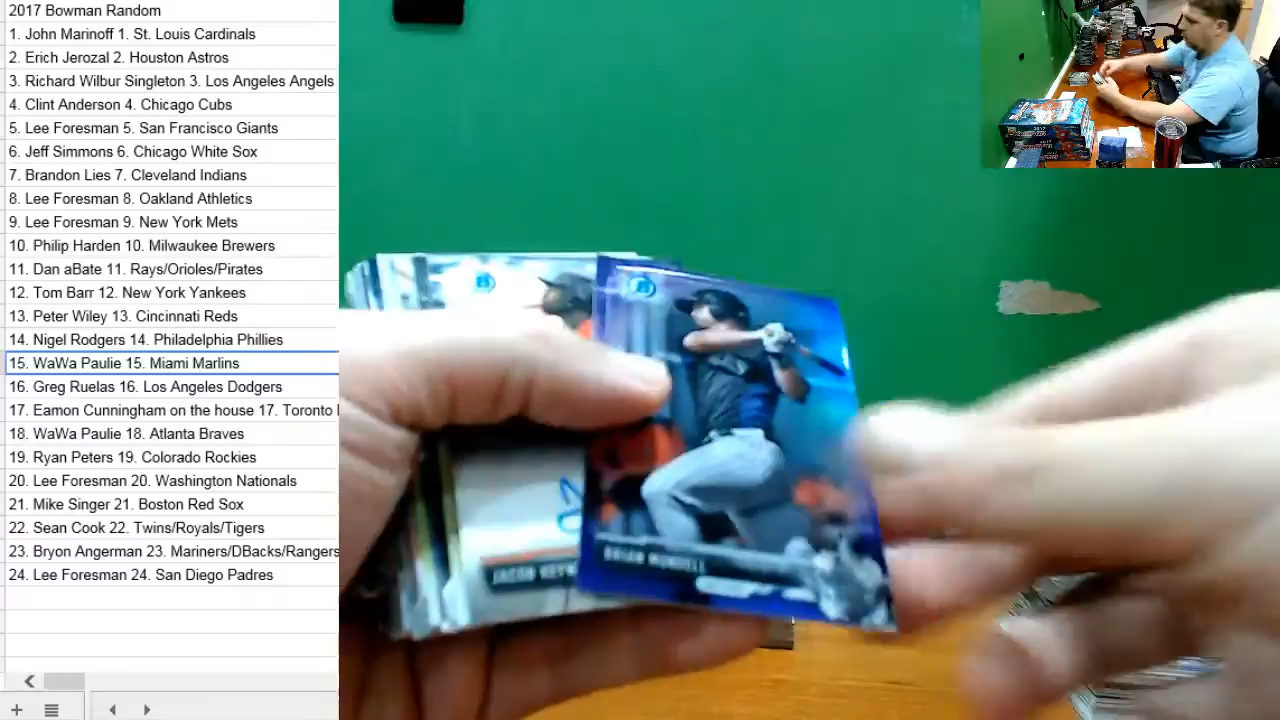 2017 Bowman Random
1. John Marinoff 1. St. Louis Cardinals
2. Erich Jerozal 2. Houston Astros
3. Richard Wilbur Singleton 3. Los Angeles Angels
4. Clint Anderson 4. Chicago Cubs
5. Lee Foresman 5. San Francisco Giants
6. Jeff Simmons 6. Chicago White Sox
7. Brandon Lies 7. Cleveland Indians
8. Lee Foresman 8. Oakland Athletics
9. Lee Foresman 9. New York Mets
10. Philip Harden 10. Milwaukee Brewers
11. Dan aBate 11. Rays/Orioles/Pirates
12. Tom Barr 12. New York Yankees
13. Peter Wiley 13. Cincinnati Reds
14. Nigel Rodgers 14. Philadelphia Phillies
15. WaWa Paulie 15. Miami Marlins
16. Greg Ruelas 16. Los Angeles Dodgers
17. Eamon Cunningham on the house 17. Toronto
18. WaWa Paulie 18. Atlanta Braves
19. Ryan Peters 19. Colorado Rockies
20. Lee Foresman 20. Washington Nationals
21. Mike Singer 21. Boston Red Sox
22. Sean Cook 22. Twins/Royals/Tigers
23. Bryon Angerman 23. Mariners/DBacks/Rangers
24. Lee Foresman 24. San Diego Padres
BRIAN MUNDELL
JACOB